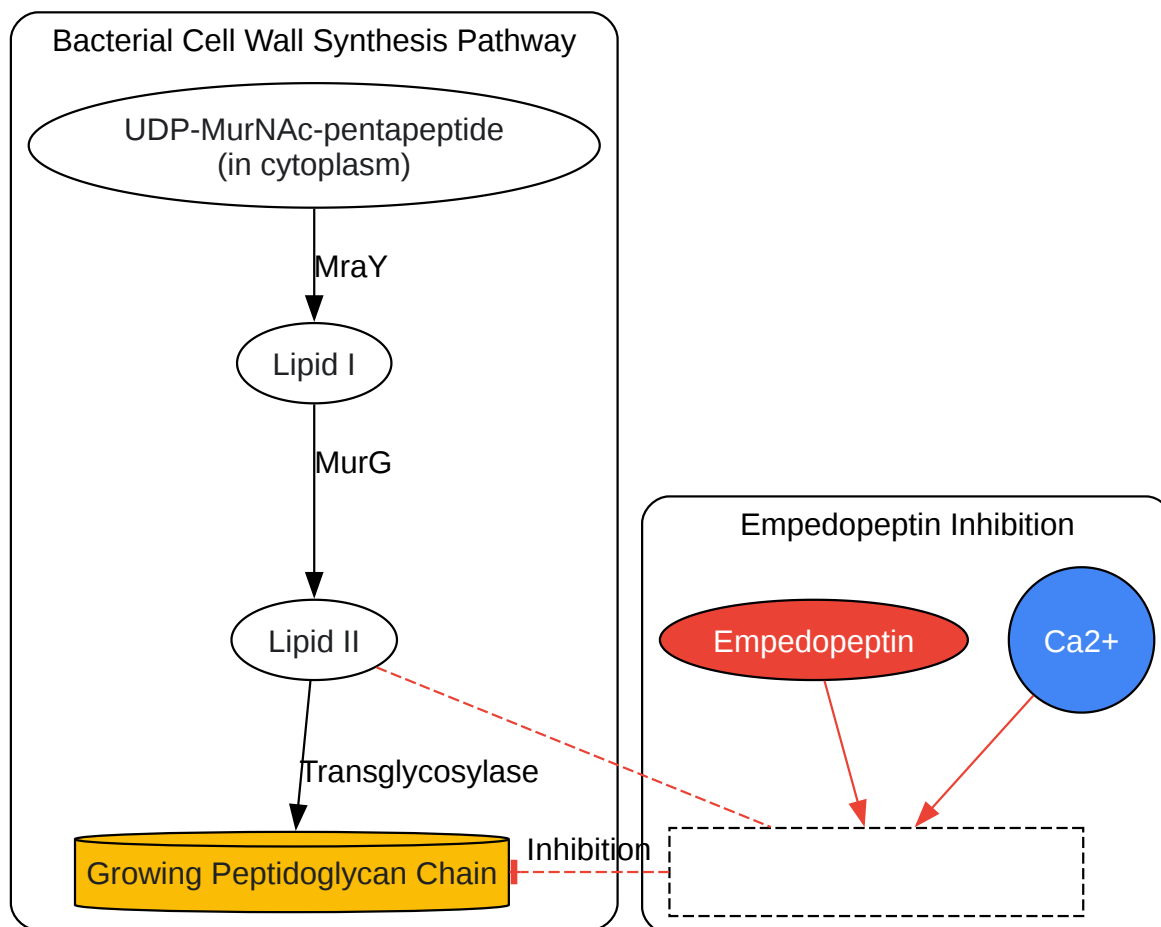 Bacterial Cell Wall Synthesis Pathway
UDP-MurNAc-pentapeptide
(in cytoplasm)
MraY
Lipid I
MurG
Lipid II
Transglycosylase
Growing Peptidoglycan Chain
Inhibition
Empedopeptin Inhibition
Empedopeptin
Ca2+